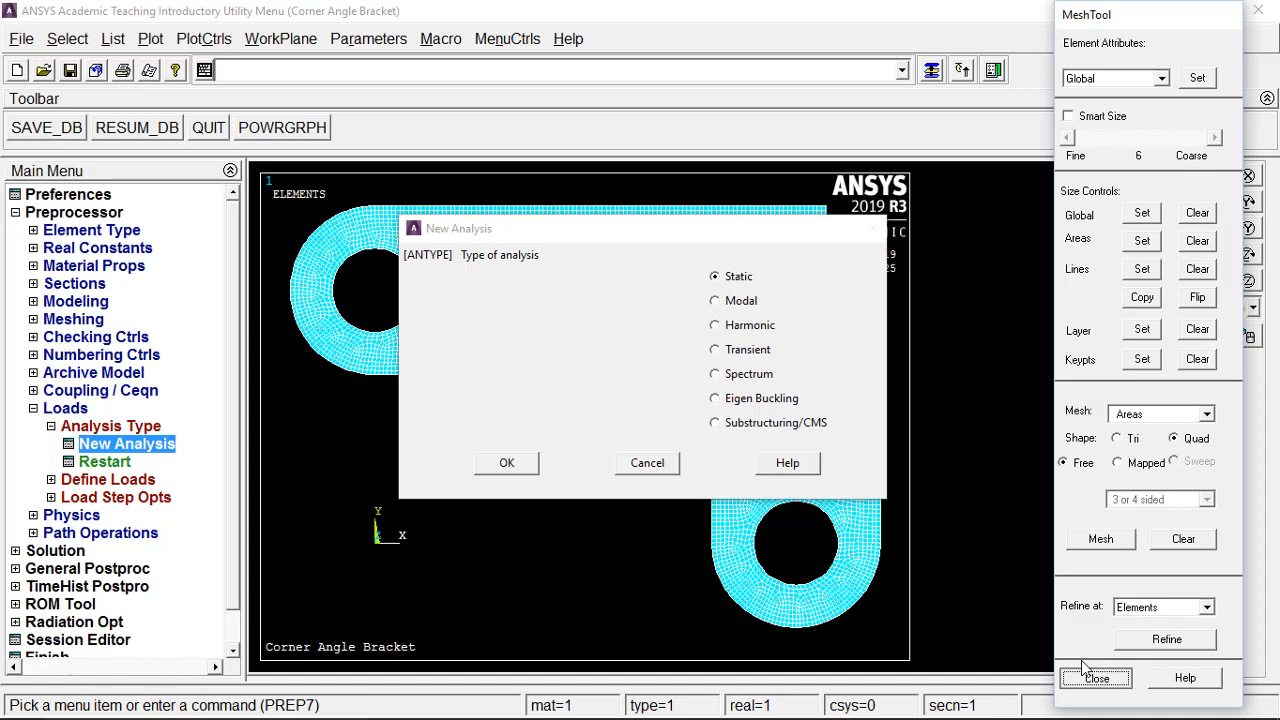 ANSYS Academic Teaching Introductory Utility Menu (Corner Angle Bracket)
File Select List Plot PlotCtrls WorkPlane Parameters Macro MenuCtrls Help
Toolbar
SAVE_DB RESUM_DB QUIT POWRGRPH
Main Menu
Preferences
Preprocessor
Element Type
Real Constants
Material Props
Sections
Modeling
Meshing
Checking Ctrls
Numbering Ctrls
Archive Model
Coupling / Ceqn
Loads
Analysis Type
New Analysis
Restart
Define Loads
Load Step Opts
Physics
Path Operations
Solution
General Postproc
TimeHist Postpro
ROM Tool
Radiation Opt
Session Editor
Finish
1
ELEMENTS
ANSYS
2019 R3
Y
X
Corner Angle Bracket
New Analysis
[ANTYPE] Type of analysis
Static
Modal
Harmonic
Transient
Spectrum
Eigen Buckling
Substructuring/CMS
OK Cancel Help
MeshTool
Element Attributes:
Global Set
Smart Size
Fine 6 Coarse
Size Controls:
Global Set Clear
Areas Set Clear
Lines Set Clear
Copy Flip
Layer Set Clear
Keypts Set Clear
Mesh: Areas
Shape: Tri Quad
Free Mapped Sweep
3 or 4 sided
Mesh Clear
Refine at: Elements
Refine
Close Help
Pick a menu item or enter a command (PREP7) mat=1 type=1 real=1 csys=0 secn=1